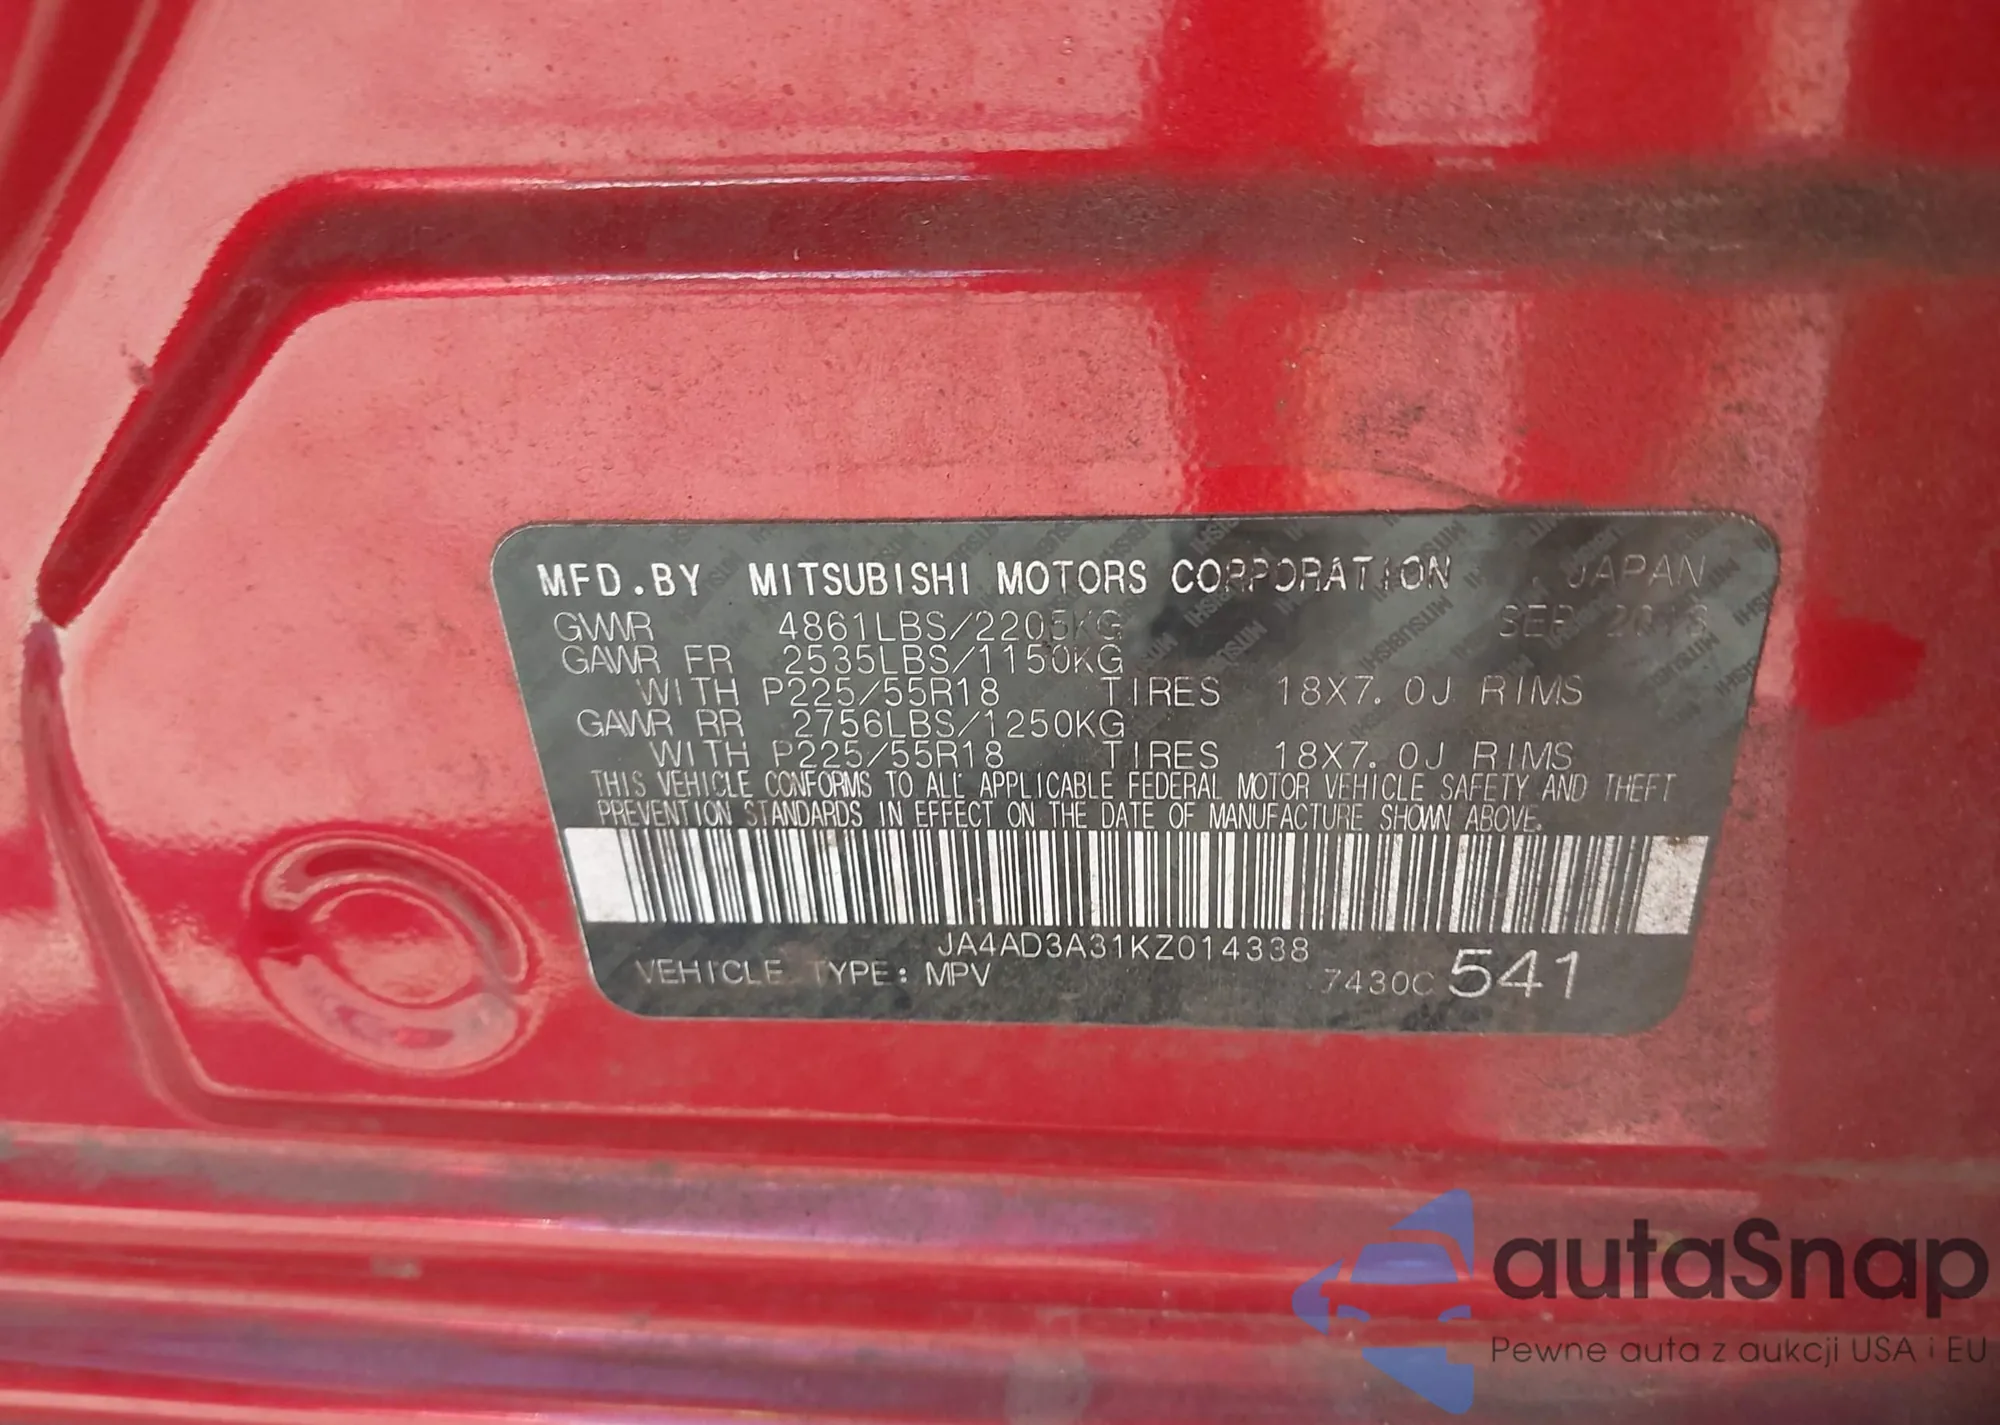 MFD.BY MITSUBISHI MOTORS CORPORATION JAPAN
GVWR 4861LBS/2205KG SEP 2018
GAWR FR 2535LBS/1150KG
WITH P225/55R18 TIRES 18X7.0J RIMS
GAWR RR 2756LBS/1250KG
WITH P225/55R18 TIRES 18X7.0J RIMS
THIS VEHICLE CONFORMS TO ALL APPLICABLE FEDERAL MOTOR VEHICLE SAFETY AND THEFT
PREVENTION STANDARDS IN EFFECT ON THE DATE OF MANUFACTURE SHOWN ABOVE.
JA4AD3A31KZ014338
VEHICLE TYPE: MPV 7430C 541
autaSnap
Pewne auta z aukcji USA i EU